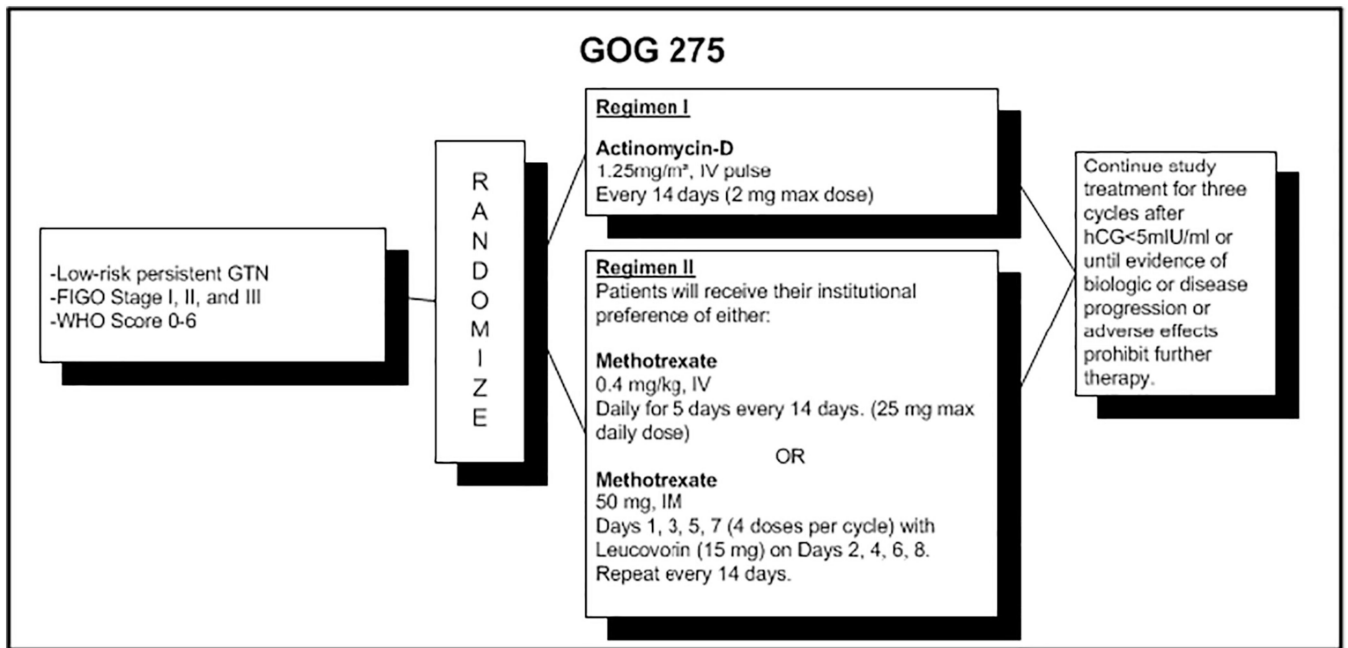 GOG 275
-Low-risk persistent GTN
-FIGO Stage I, II, and III
-WHO Score 0-6
R
A
N
D
O
M
I
Z
E
Regimen I
Actinomycin-D
1.25mg/m², IV pulse
Every 14 days (2 mg max dose)
Regimen II
Patients will receive their institutional
preference of either:
Methotrexate
0.4 mg/kg, IV
Daily for 5 days every 14 days. (25 mg max
daily dose)
OR
Methotrexate
50 mg, IM
Days 1, 3, 5, 7 (4 doses per cycle) with
Leucovorin (15 mg) on Days 2, 4, 6, 8.
Repeat every 14 days.
Continue study
treatment for three
cycles after
hCG<5mIU/ml or
until evidence of
biologic or disease
progression or
adverse effects
prohibit further
therapy.